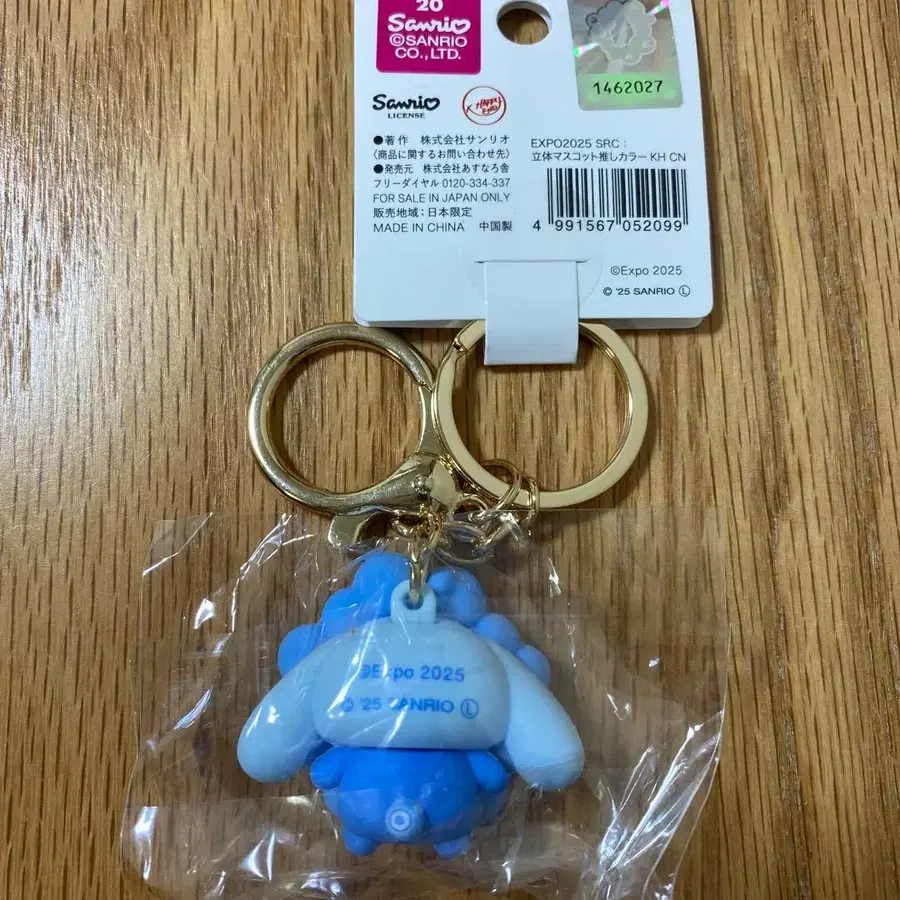 20
Sanrio
©SANRIO
CO., LTD.
1462027
Sanrio
LICENSE
●著作 株式会社サンリオ
〈商品に関するお問い合わせ先〉
●発売元 株式会社あすなろ舎
フリーダイヤル 0120-334-337
FOR SALE IN JAPAN ONLY
販売地域:日本限定
MADE IN CHINA 中国製
EXPO2025 SRC:
立体マスコット推しカラー KH CN
4 991567 052099
©Expo 2025
© '25 SANRIO Ⓛ
©Expo 2025
© '25 SANRIO Ⓛ